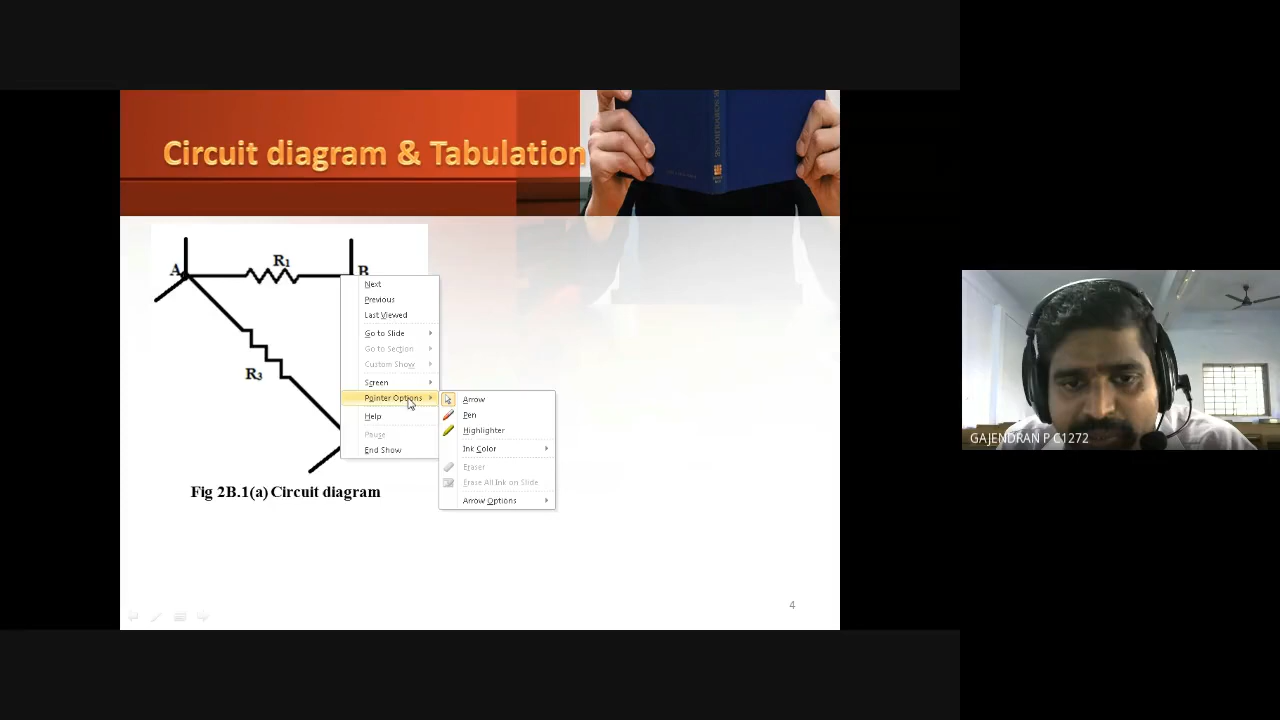 Circuit diagram & Tabulation
A
R1
B
R3
Fig 2B.1(a) Circuit diagram
Next
Previous
Last Viewed
Go to Slide
Go to Section
Custom Show
Screen
Pointer Options
Help
Pause
End Show
Arrow
Pen
Highlighter
Ink Color
Eraser
Erase All Ink on Slide
Arrow Options
4
GAJENDRAN P C1272